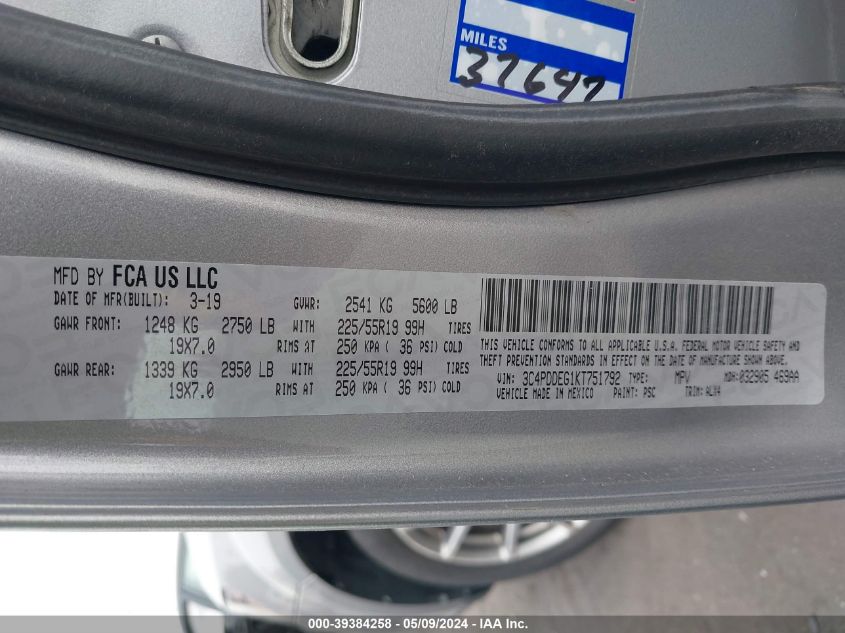 MILES
37647
MFD BY FCA US LLC
DATE OF MFR(BUILT): 3-19 GVWR: 2541 KG 5600 LB
GAWR FRONT: 1248 KG 2750 LB WITH 225/55R19 99H TIRES
19X7.0 RIMS AT 250 KPA ( 36 PSI) COLD
GAWR REAR: 1339 KG 2950 LB WITH 225/55R19 99H TIRES
19X7.0 RIMS AT 250 KPA ( 36 PSI) COLD
THIS VEHICLE CONFORMS TO ALL APPLICABLE U.S.A. FEDERAL MOTOR VEHICLE SAFETY AND
THEFT PREVENTION STANDARDS IN EFFECT ON THE DATE OF MANUFACTURE SHOWN ABOVE.
VIN: 3C4PDDEG1KT751792 TYPE: MPV MDH: 032905 469AA
VEHICLE MADE IN MEXICO PAINT: PSC TRIM: ALX4
000-39384258 - 05/09/2024 - IAA Inc.